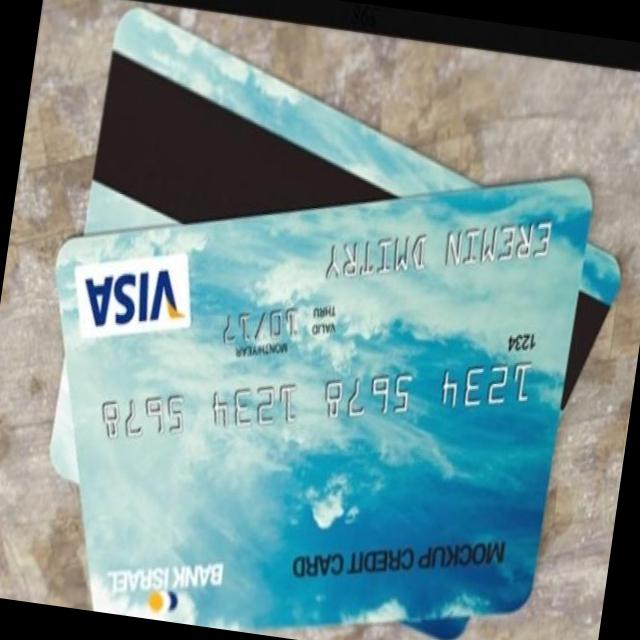 BANK ISRAEL
MOCKUP CREDIT CARD
1234 5678 1234 5678
1234
MONTH/YEAR
VALID THRU 10/17
EREMIN DMITRY
VISA